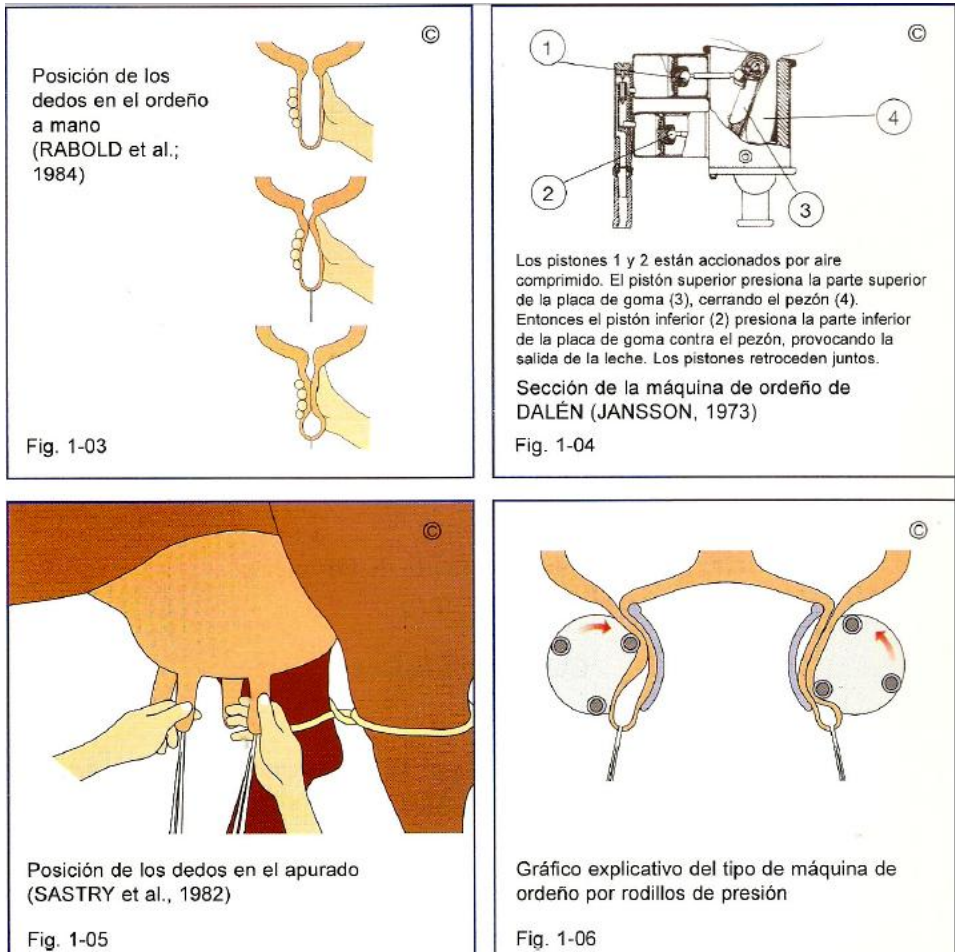 ©
Posición de los
dedos en el ordeño
a mano
(RABOLD et al.;
1984)
Fig. 1-03
©
1
2
3
4
Los pistones 1 y 2 están accionados por aire
comprimido. El pistón superior presiona la parte superior
de la placa de goma (3), cerrando el pezón (4).
Entonces el pistón inferior (2) presiona la parte inferior
de la placa de goma contra el pezón, provocando la
salida de la leche. Los pistones retroceden juntos.
Sección de la máquina de ordeño de
DALÉN (JANSSON, 1973)
Fig. 1-04
©
Posición de los dedos en el apurado
(SASTRY et al., 1982)
Fig. 1-05
©
Gráfico explicativo del tipo de máquina de
ordeño por rodillos de presión
Fig. 1-06